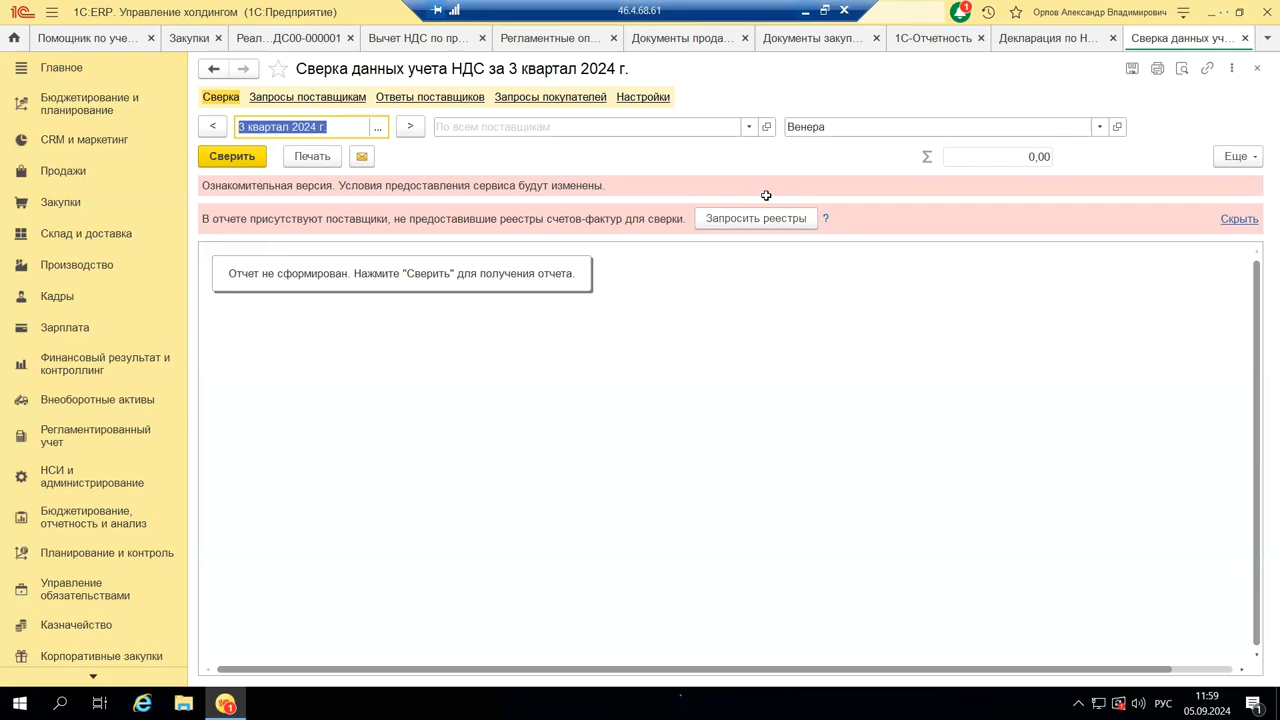 1С:ERP. Управление холдингом (1С:Предприятие)
46.4.68.61
1
Орлов Александр Владимирович
Помощник по уче...
Закупки
Реал...ДС00-000001
Вычет НДС по пр...
Регламентные оп...
Документы прода...
Документы закуп...
1С-Отчетность
Декларация по Н...
Сверка данных уч...
Главное
Бюджетирование и
планирование
CRM и маркетинг
Продажи
Закупки
Склад и доставка
Производство
Кадры
Зарплата
Финансовый результат и
контроллинг
Внеоборотные активы
Регламентированный
учет
НСИ и
администрирование
Бюджетирование,
отчетность и анализ
Планирование и контроль
Управление
обязательствами
Казначейство
Корпоративные закупки
Сверка данных учета НДС за 3 квартал 2024 г.
Сверка
Запросы поставщикам
Ответы поставщиков
Запросы покупателей
Настройки
<
3 квартал 2024 г.
...
>
По всем поставщикам
Венера
Сверить
Печать
Σ
0,00
Еще
Ознакомительная версия. Условия предоставления сервиса будут изменены.
В отчете присутствуют поставщики, не предоставившие реестры счетов-фактур для сверки.
Запросить реестры
?
Скрыть
Отчет не сформирован. Нажмите "Сверить" для получения отчета.
1
РУС
11:59
05.09.2024
1